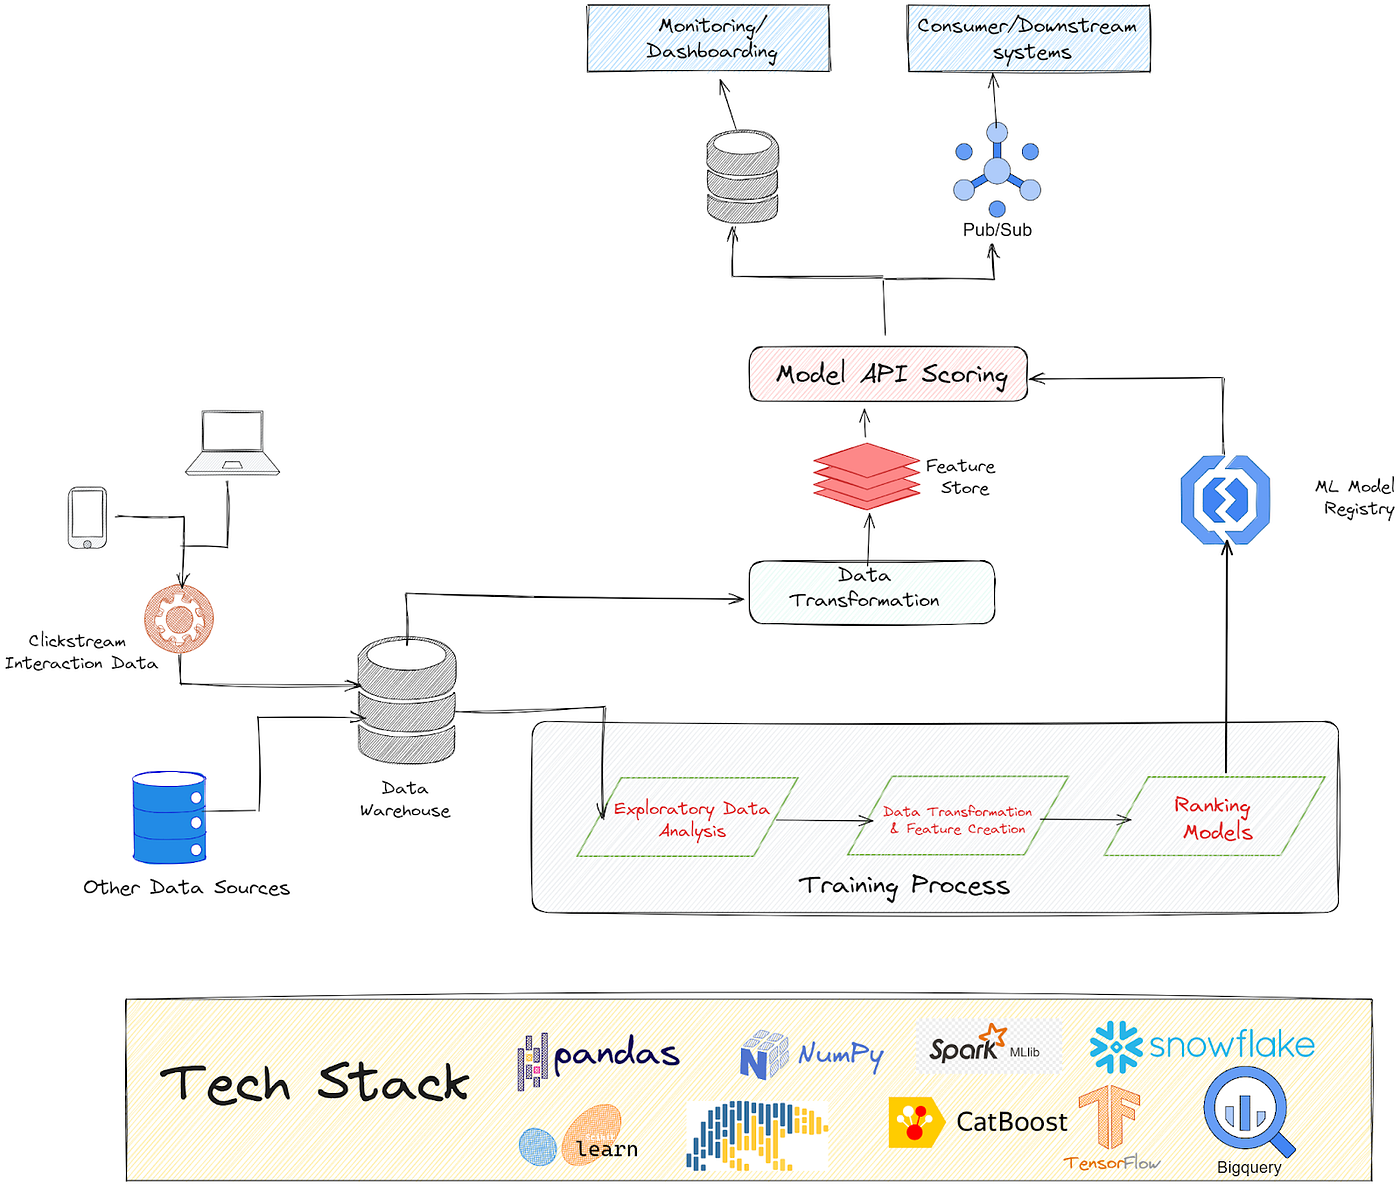 Monitoring/
Dashboarding
Consumer/Downstream
systems
Pub/Sub
Model API Scoring
Feature
Store
ML Model
Registry
Data
Transformation
Clickstream
Interaction Data
Data
Warehouse
Other Data Sources
Exploratory Data
Analysis
Data Transformation
& Feature Creation
Ranking
Models
Training Process
Tech Stack
pandas
NumPy
Spark MLlib
snowflake
scikit
learn
CatBoost
TensorFlow
Bigquery